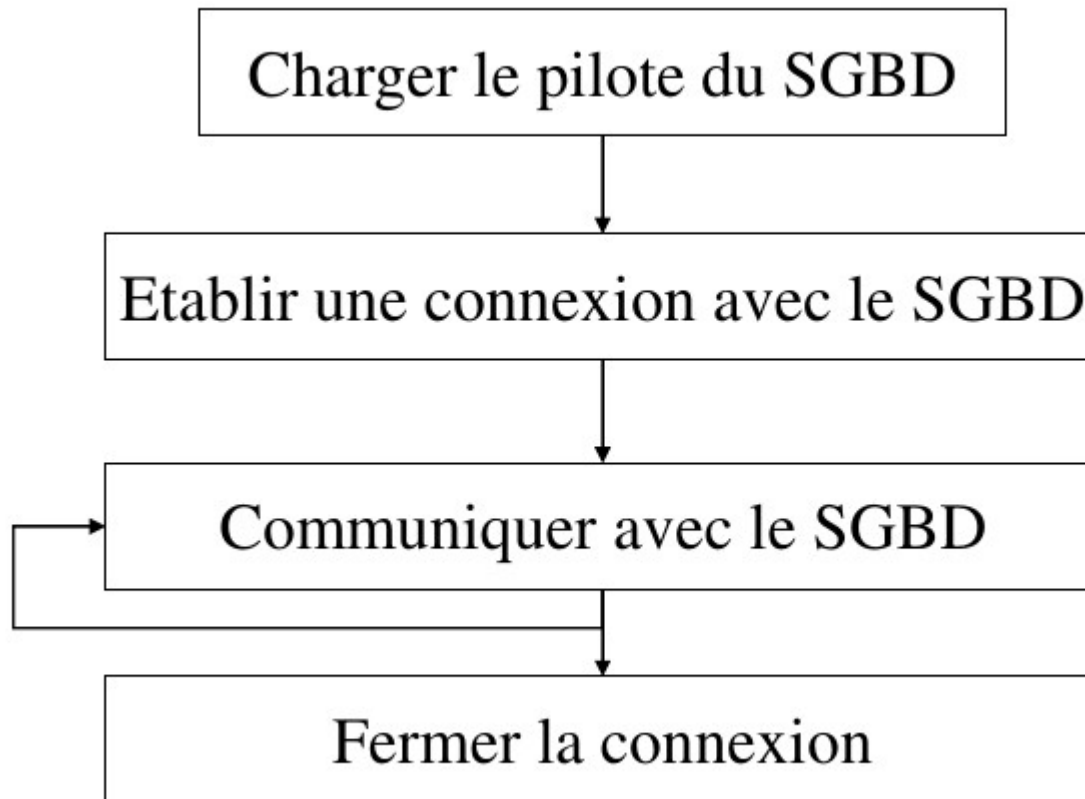 Charger le pilote du SGBD
Etablir une connexion avec le SGBD
Communiquer avec le SGBD
Fermer la connexion